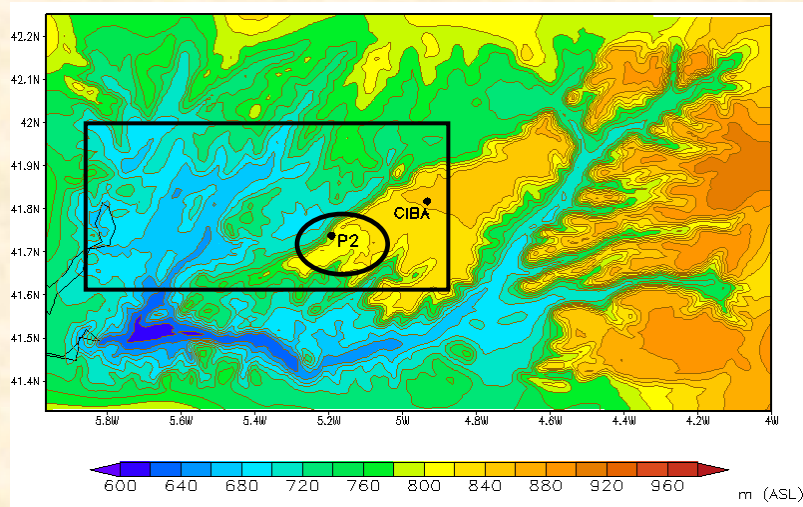 42.2N
42.1N
42N
41.9N
CIBA
41.8N
P2
41.7N
41.6N
41.5N
41.4N
5.8W 5.6W 5.4W 5.2W 5W 4.8W 4.6W 4.4W 4.2W 4W
600 640 680 720 760 800 840 880 920 960
m (ASL)